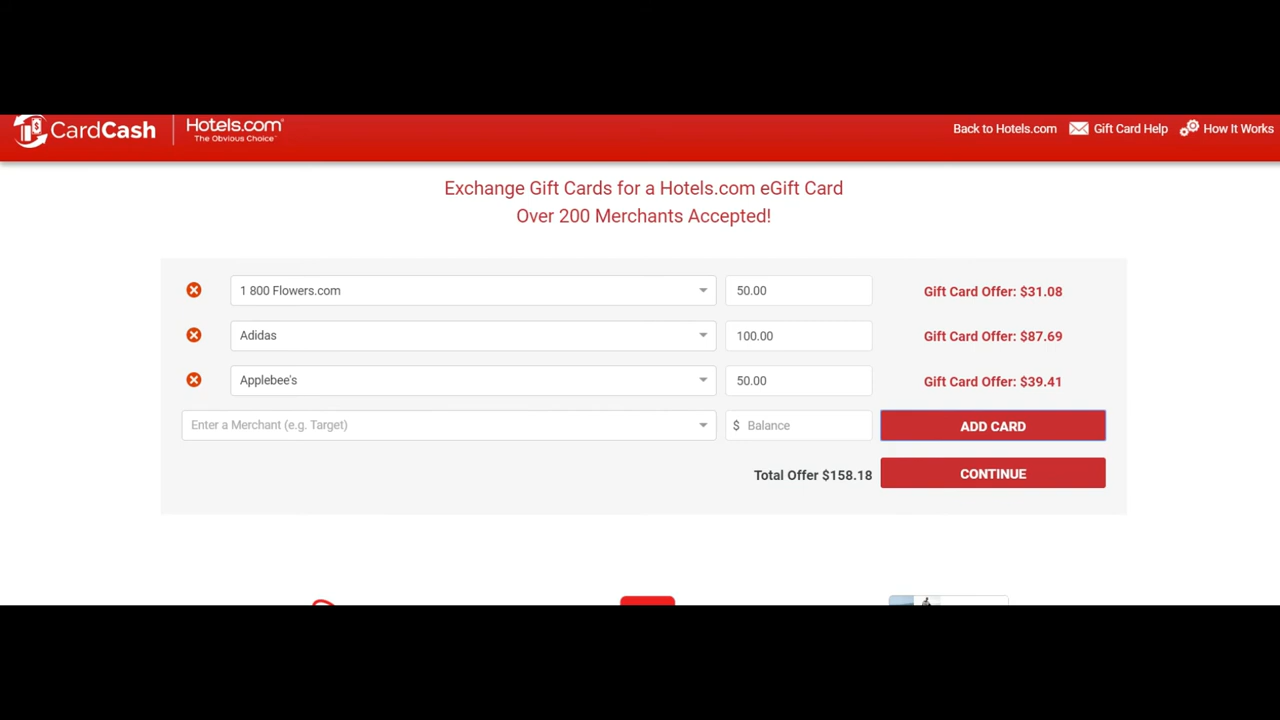 CardCash Hotels.com Back to Hotels.com Gift Card Help How It Works
The Obvious Choice™
Exchange Gift Cards for a Hotels.com eGift Card
Over 200 Merchants Accepted!
1 800 Flowers.com 50.00 Gift Card Offer: $31.08
Adidas 100.00 Gift Card Offer: $87.69
Applebee's 50.00 Gift Card Offer: $39.41
Enter a Merchant (e.g. Target) $ Balance ADD CARD
Total Offer $158.18 CONTINUE